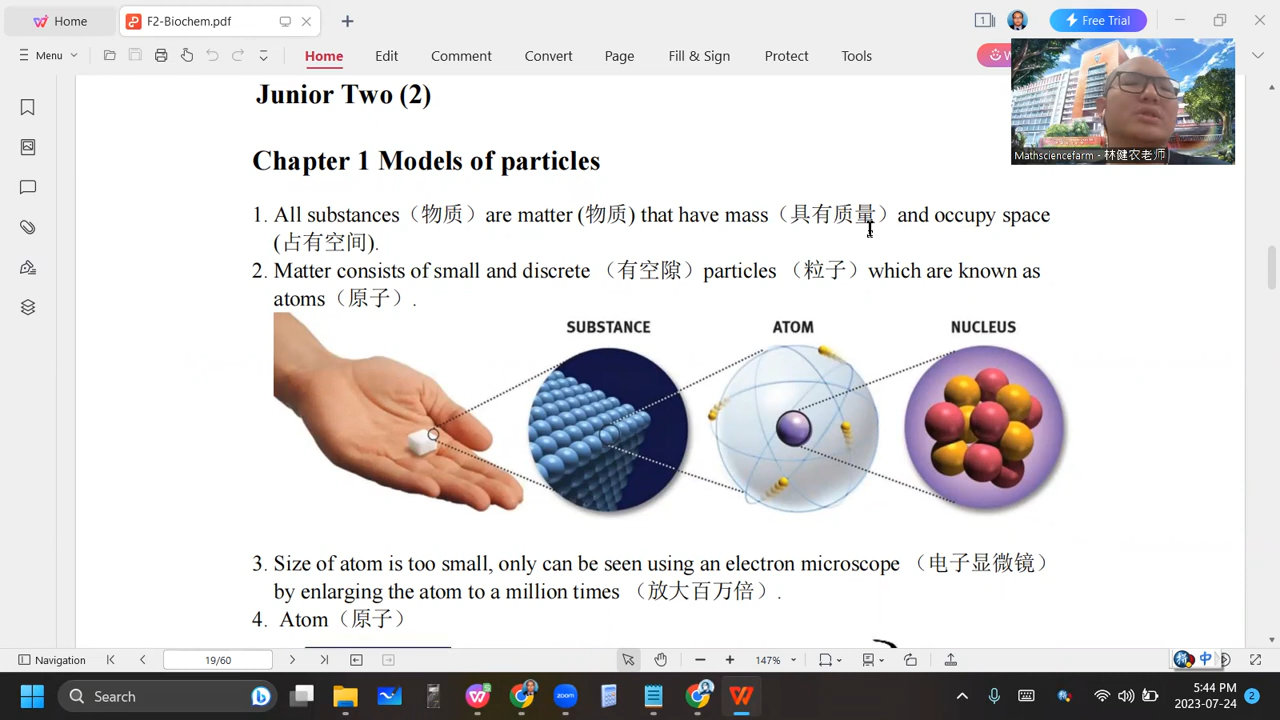 Home
F2-Biochem.pdf
1
Free Trial
Menu
Home
Edit
Comment
Convert
Page
Fill & Sign
Protect
Tools
Junior Two (2)
Chapter 1 Models of particles
Mathsciencefarm - 林健农老师
1. All substances（物质）are matter (物质) that have mass（具有质量）and occupy space
(占有空间).
2. Matter consists of small and discrete （有空隙）particles （粒子）which are known as
atoms（原子）.
SUBSTANCE
ATOM
NUCLEUS
3. Size of atom is too small, only can be seen using an electron microscope （电子显微镜）
by enlarging the atom to a million times （放大百万倍）.
4. Atom（原子）
Navigation
19/60
147%
中
Search
5:44 PM
2023-07-24
2